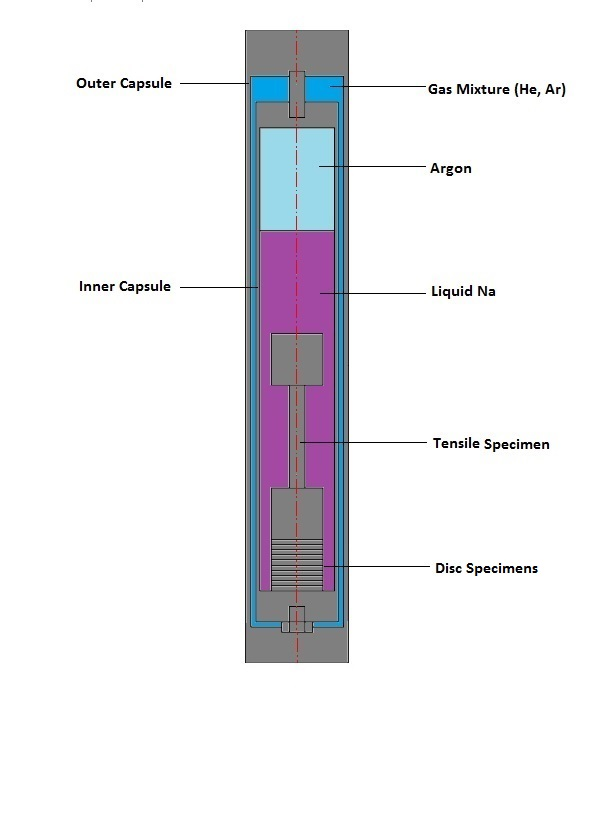 Outer Capsule
Gas Mixture (He, Ar)
Argon
Inner Capsule
Liquid Na
Tensile Specimen
Disc Specimens